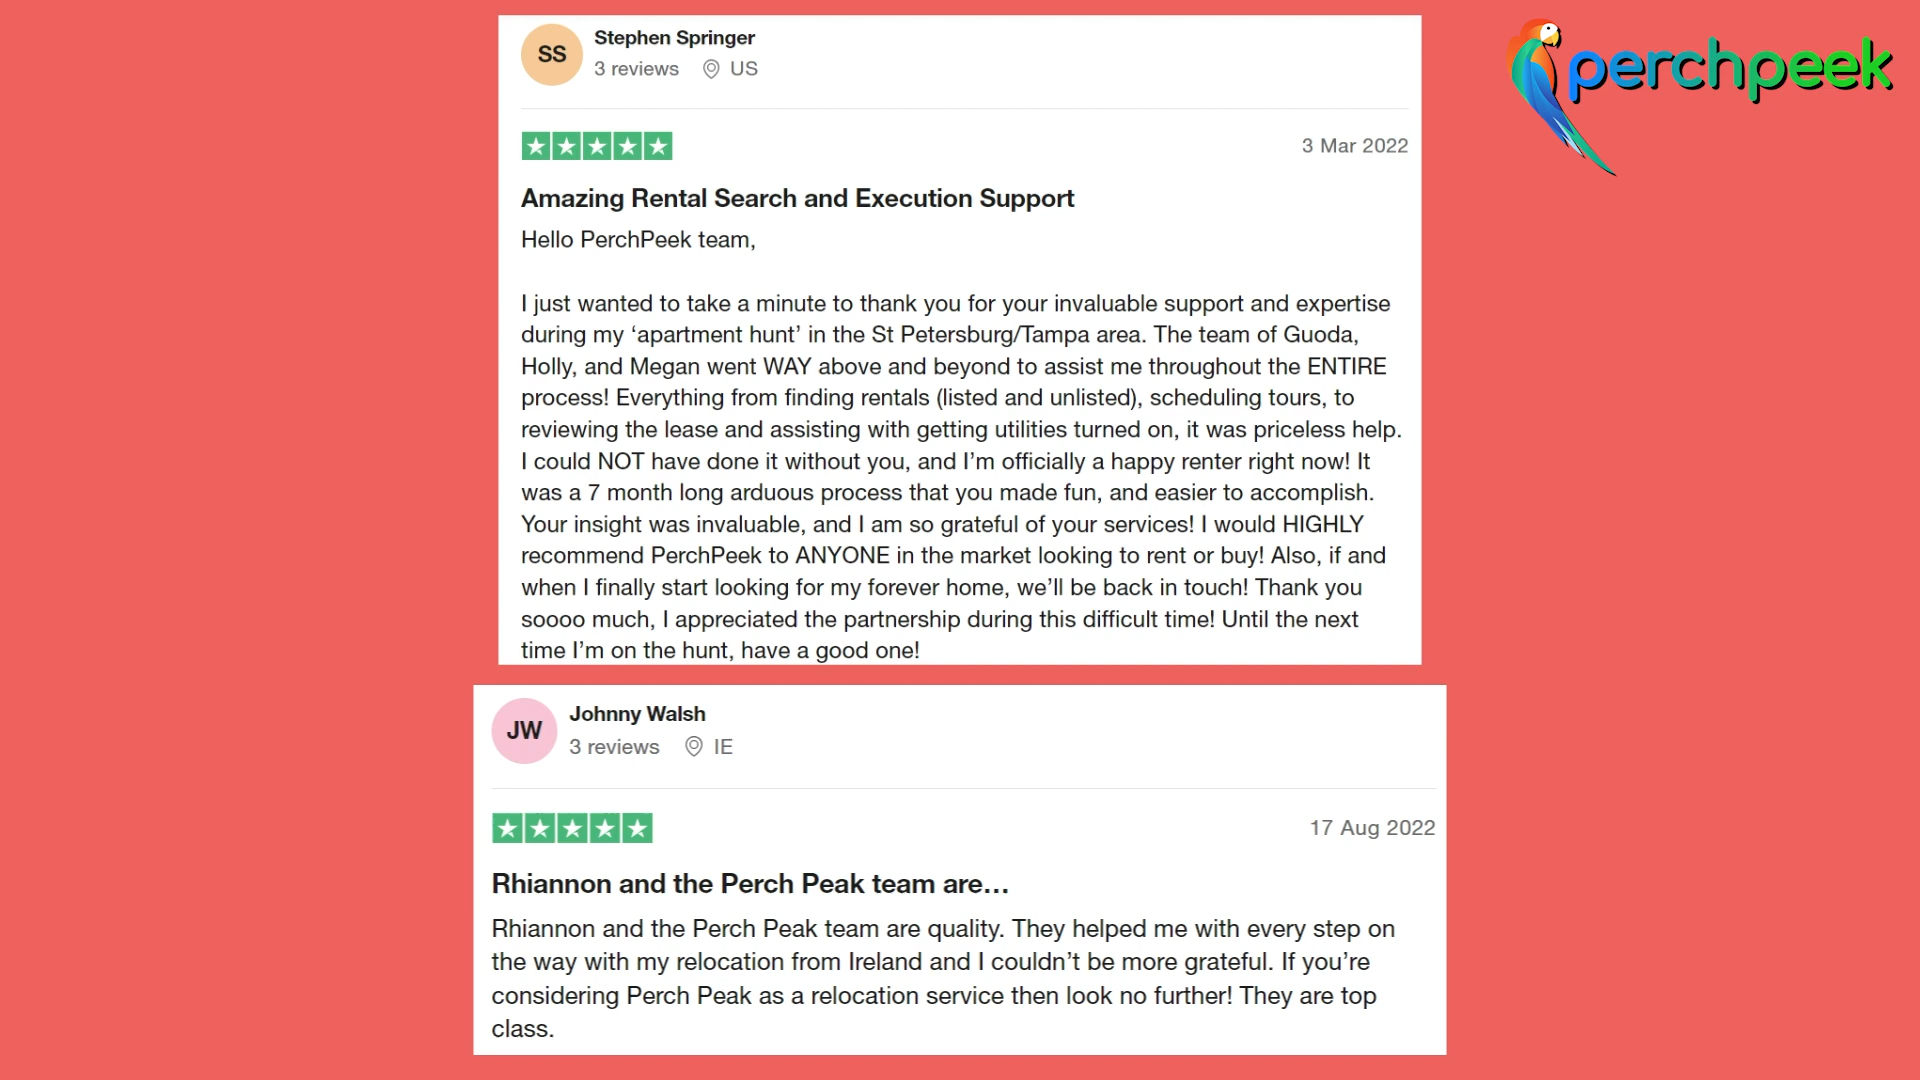 perchpeek
SS
Stephen Springer
3 reviews US
3 Mar 2022
Amazing Rental Search and Execution Support
Hello PerchPeek team,
I just wanted to take a minute to thank you for your invaluable support and expertise
during my ‘apartment hunt’ in the St Petersburg/Tampa area. The team of Guoda,
Holly, and Megan went WAY above and beyond to assist me throughout the ENTIRE
process! Everything from finding rentals (listed and unlisted), scheduling tours, to
reviewing the lease and assisting with getting utilities turned on, it was priceless help.
I could NOT have done it without you, and I’m officially a happy renter right now! It
was a 7 month long arduous process that you made fun, and easier to accomplish.
Your insight was invaluable, and I am so grateful of your services! I would HIGHLY
recommend PerchPeek to ANYONE in the market looking to rent or buy! Also, if and
when I finally start looking for my forever home, we’ll be back in touch! Thank you
soooo much, I appreciated the partnership during this difficult time! Until the next
time I’m on the hunt, have a good one!
JW
Johnny Walsh
3 reviews IE
17 Aug 2022
Rhiannon and the Perch Peak team are…
Rhiannon and the Perch Peak team are quality. They helped me with every step on
the way with my relocation from Ireland and I couldn’t be more grateful. If you’re
considering Perch Peak as a relocation service then look no further! They are top
class.